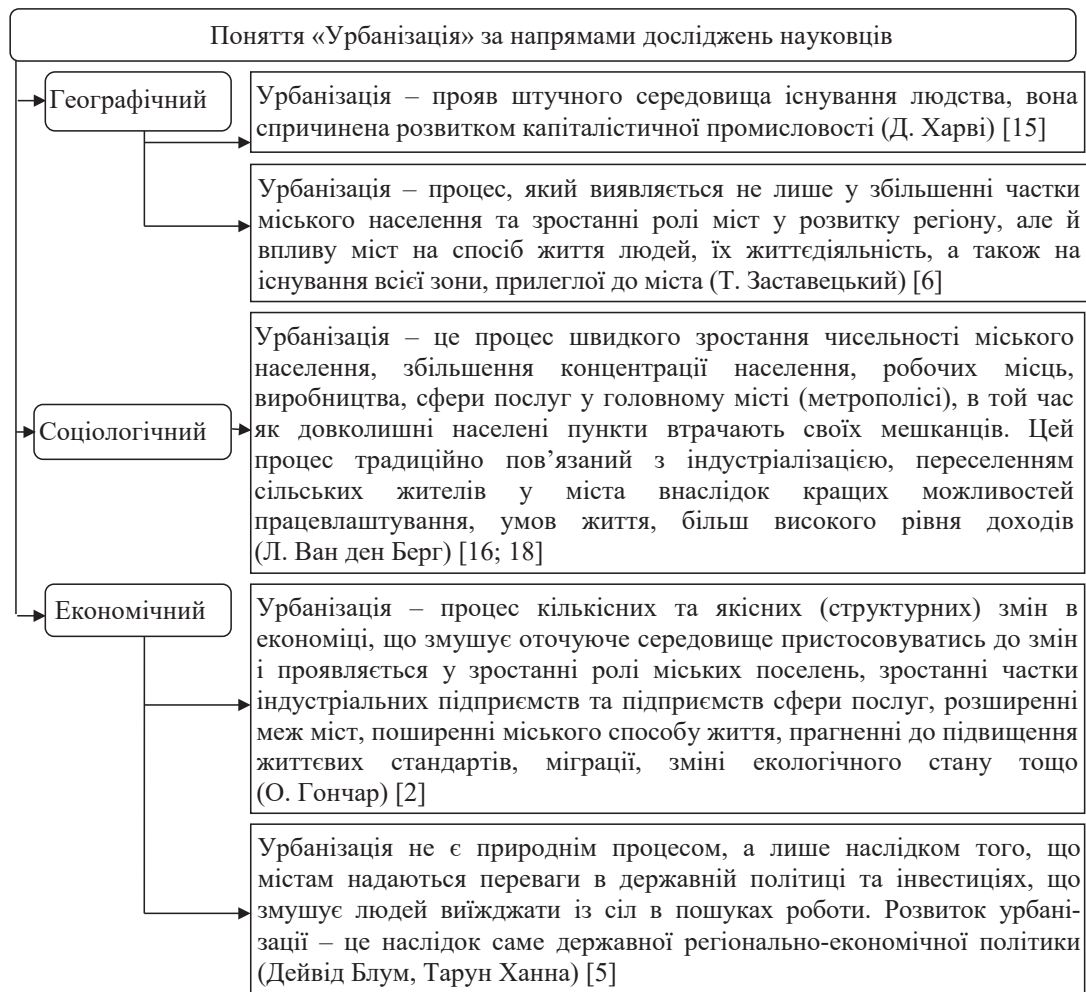 Поняття «Урбанізація» за напрямами досліджень науковців
Географічний
Урбанізація – прояв штучного середовища існування людства, вона
спричинена розвитком капіталістичної промисловості (Д. Харві) [15]
Урбанізація – процес, який виявляється не лише у збільшенні частки
міського населення та зростанні ролі міст у розвитку регіону, але й
впливу міст на спосіб життя людей, їх життєдіяльність, а також на
існування всієї зони, прилеглої до міста (Т. Заставецький) [6]
Соціологічний
Урбанізація – це процес швидкого зростання чисельності міського
населення, збільшення концентрації населення, робочих місць,
виробництва, сфери послуг у головному місті (метрополісі), в той час
як довколишні населені пункти втрачають своїх мешканців. Цей
процес традиційно пов’язаний з індустріалізацією, переселенням
сільських жителів у міста внаслідок кращих можливостей
працевлаштування, умов життя, більш високого рівня доходів
(Л. Ван ден Берг) [16; 18]
Економічний
Урбанізація – процес кількісних та якісних (структурних) змін в
економіці, що змушує оточуюче середовище пристосовуватись до змін
і проявляється у зростанні ролі міських поселень, зростанні частки
індустріальних підприємств та підприємств сфери послуг, розширенні
меж міст, поширенні міського способу життя, прагненні до підвищення
життєвих стандартів, міграції, зміні екологічного стану тощо
(О. Гончар) [2]
Урбанізація не є природнім процесом, а лише наслідком того, що
містам надаються переваги в державній політиці та інвестиціях, що
змушує людей виїжджати із сіл в пошуках роботи. Розвиток урбані-
зації – це наслідок саме державної регіонально-економічної політики
(Дейвід Блум, Тарун Ханна) [5]